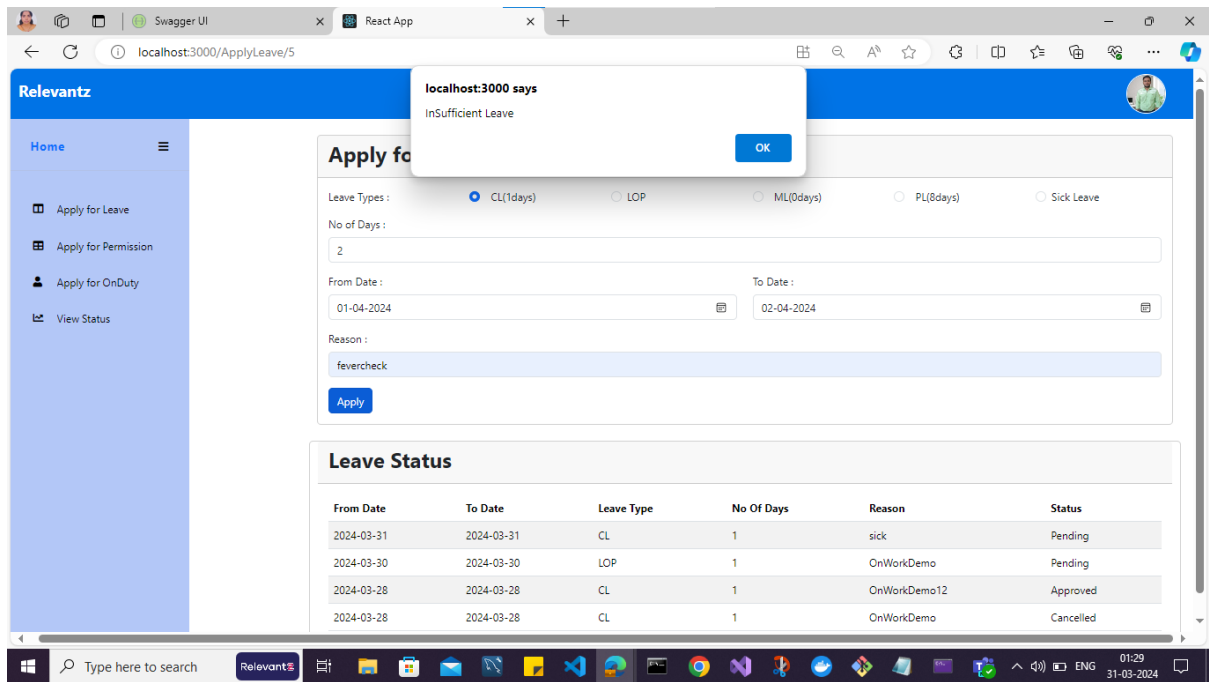 Swagger UI
React App
localhost:3000/ApplyLeave/5
Relevantz
localhost:3000 says
InSufficient Leave
OK
Home
Apply for Leave
Apply for Permission
Apply for OnDuty
View Status
Apply fo
Leave Types : CL(1days) LOP ML(0days) PL(8days) Sick Leave
No of Days :
2
From Date : To Date :
01-04-2024 02-04-2024
Reason :
fevercheck
Apply
Leave Status
From Date To Date Leave Type No Of Days Reason Status
2024-03-31 2024-03-31 CL 1 sick Pending
2024-03-30 2024-03-30 LOP 1 OnWorkDemo Pending
2024-03-28 2024-03-28 CL 1 OnWorkDemo12 Approved
2024-03-28 2024-03-28 CL 1 OnWorkDemo Cancelled
Type here to search
Relevants
ENG
01:29
31-03-2024